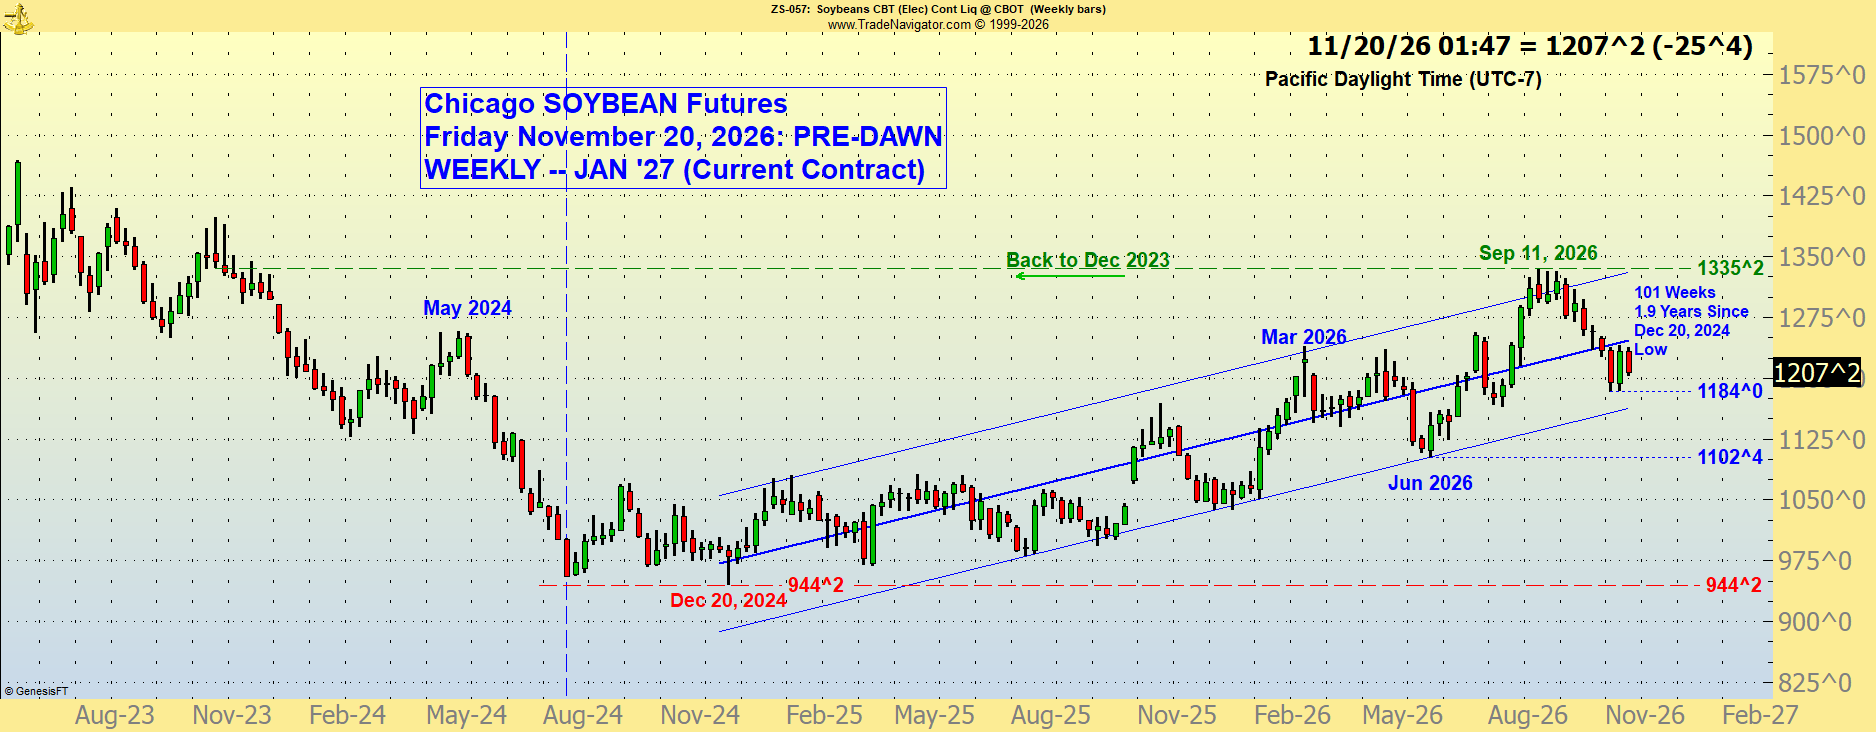 ZS-057:  Soybeans CBT (Elec) Cont Liq @ CBOT  (Weekly bars)
www.TradeNavigator.com © 1999-2026
11/20/26 01:47 = 1207^2 (-25^4)
Pacific Daylight Time (UTC-7)
Chicago SOYBEAN Futures
Friday November 20, 2026: PRE-DAWN
WEEKLY -- JAN '27 (Current Contract)
Back to Dec 2023
Sep 11, 2026
1335^2
101 Weeks
1.9 Years Since
Dec 20, 2024
Low
May 2024
Mar 2026
1184^0
1102^4
Jun 2026
944^2
944^2
Dec 20, 2024
1575^0
1500^0
1425^0
1350^0
1275^0
1207^2
1125^0
1050^0
975^0
900^0
825^0
© GenesisFT
Aug-23
Nov-23
Feb-24
May-24
Aug-24
Nov-24
Feb-25
May-25
Aug-25
Nov-25
Feb-26
May-26
Aug-26
Nov-26
Feb-27